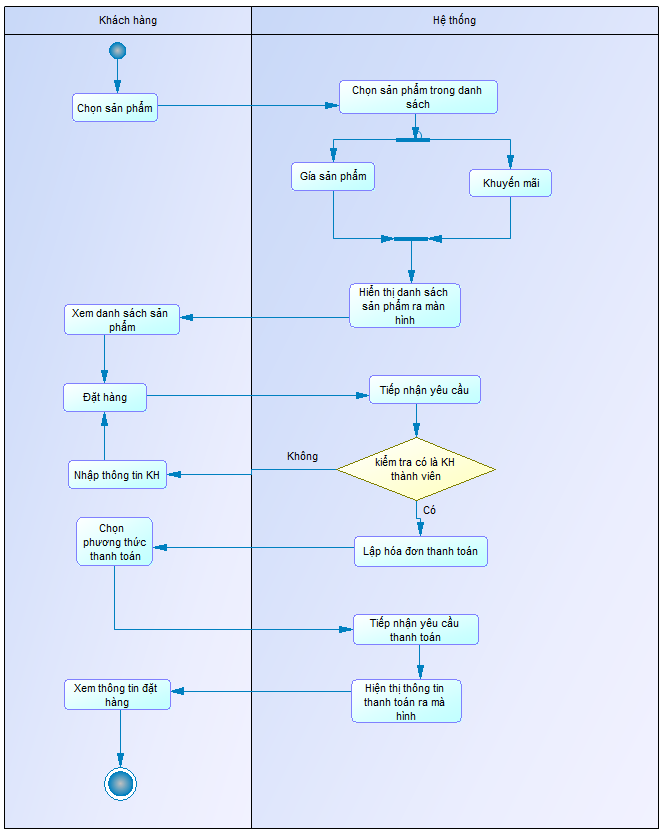 Khách hàng
Hệ thống
Chọn sản phẩm
Chọn sản phẩm trong danh
sách
Gía sản phẩm
Khuyến mãi
Hiển thị danh sách
sản phẩm ra màn
hình
Xem danh sách sản
phẩm
Đặt hàng
Tiếp nhận yêu cầu
Không
kiểm tra có là KH
thành viên
Nhập thông tin KH
Có
Chọn
phương thức
thanh toán
Lập hóa đơn thanh toán
Tiếp nhận yêu cầu
thanh toán
Xem thông tin đặt
hàng
Hiện thị thông tin
thanh toán ra mà
hình